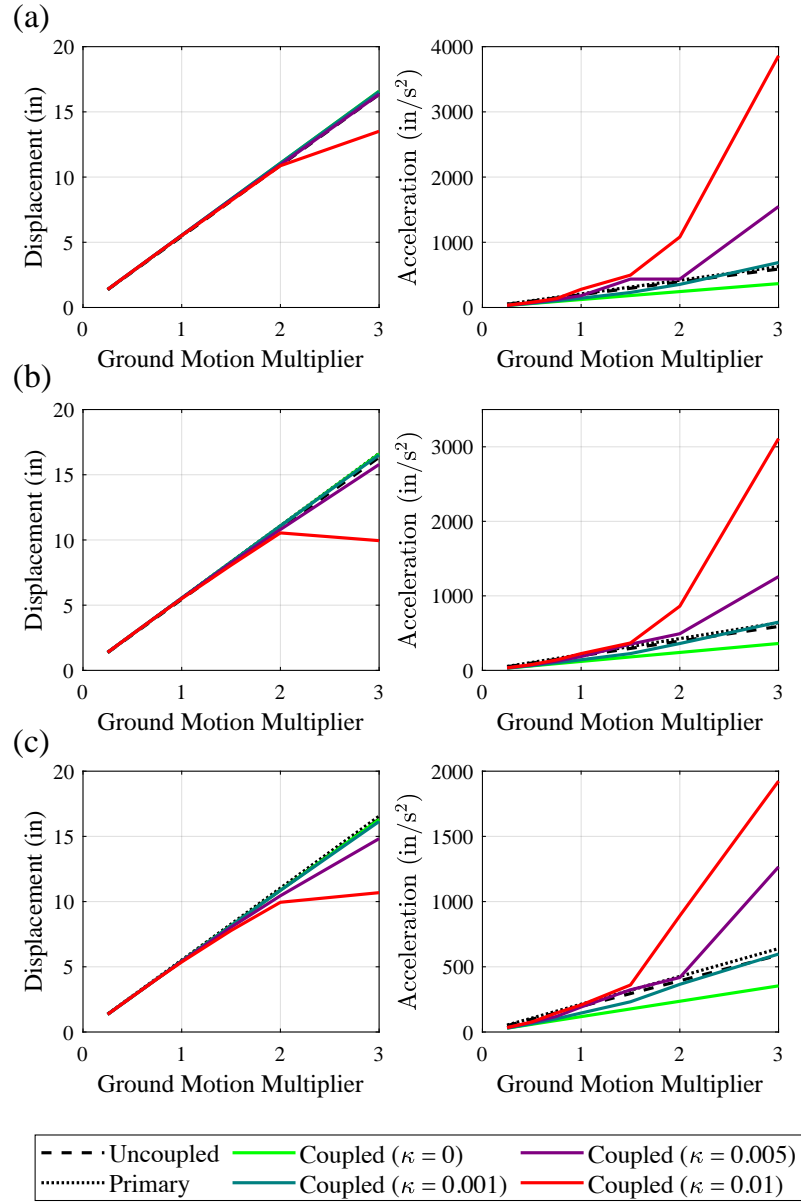 (a)
20
15
10
5
0
Displacement (in)
0 1 2 3
Ground Motion Multiplier
4000
3000
2000
1000
0
Acceleration (in/s²)
0 1 2 3
Ground Motion Multiplier
(b)
20
15
10
5
0
Displacement (in)
0 1 2 3
Ground Motion Multiplier
3000
2000
1000
0
Acceleration (in/s²)
0 1 2 3
Ground Motion Multiplier
(c)
20
15
10
5
0
Displacement (in)
0 1 2 3
Ground Motion Multiplier
2000
1500
1000
500
0
Acceleration (in/s²)
0 1 2 3
Ground Motion Multiplier
Uncoupled Coupled (κ = 0) Coupled (κ = 0.005)
Primary Coupled (κ = 0.001) Coupled (κ = 0.01)